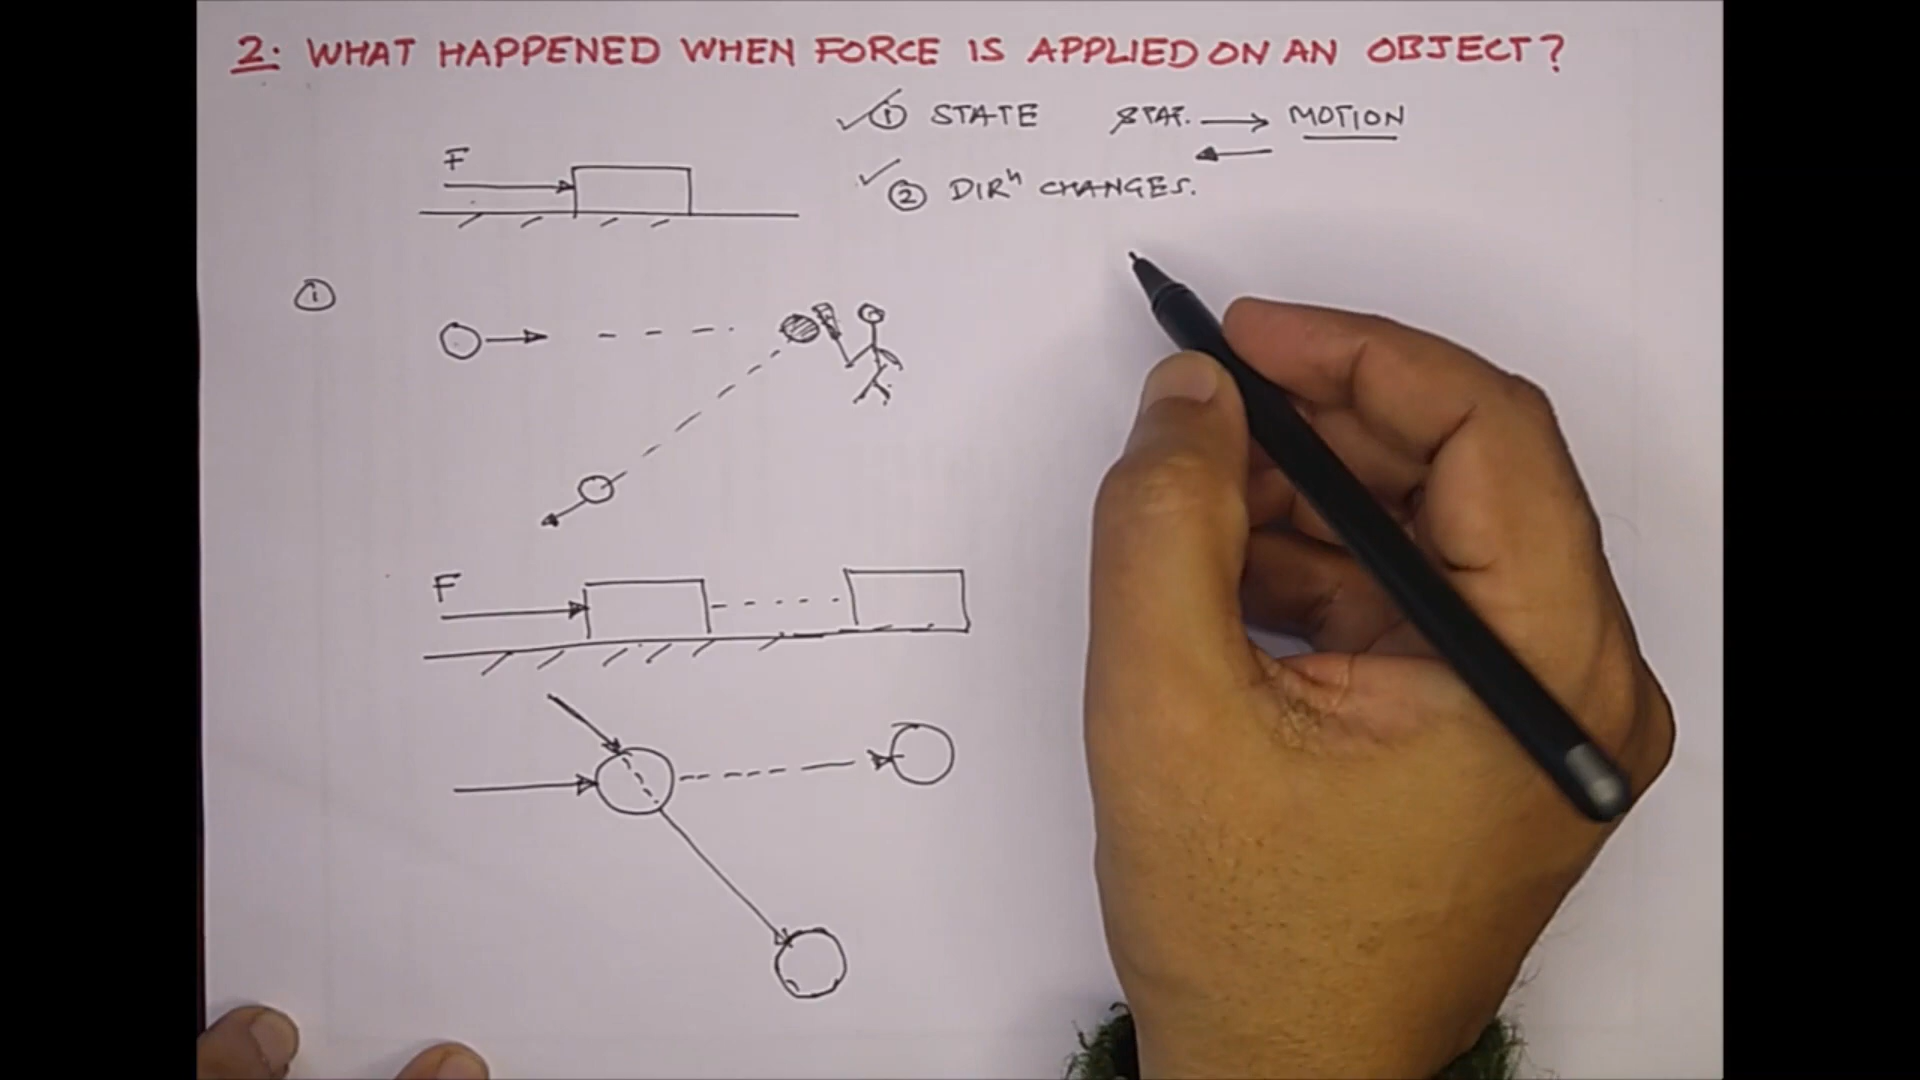 2. WHAT HAPPENED WHEN FORCE IS APPLIED ON AN OBJECT?
① STATE STAT. → MOTION
←
② DIRⁿ CHANGES.
F
①
F